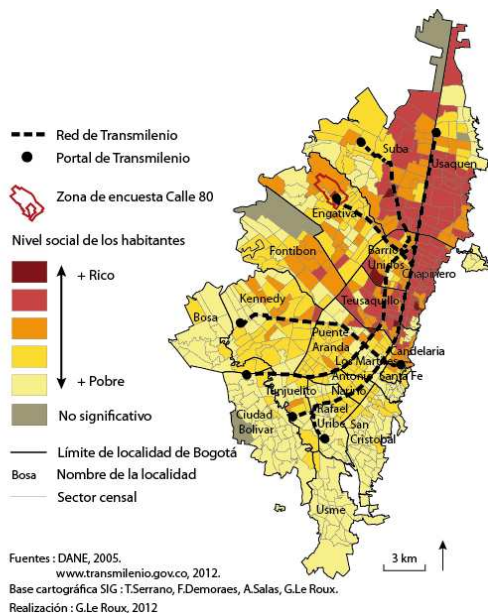 Red de Transmilenio
Portal de Transmilenio
Zona de encuesta Calle 80
Nivel social de los habitantes
+ Rico
+ Pobre
No significativo
Límite de localidad de Bogotá
Bosa Nombre de la localidad
Sector censal
Fuentes : DANE, 2005.
www.transmilenio.gov.co, 2012.
Base cartográfica SIG : T.Serrano, F.Demoraes, A.Salas, G.Le Roux.
Realización : G.Le Roux, 2012
Suba
Usaquen
Engativa
Fontibon
Barrios
Unidos
Chapinero
Teusaquillo
Kennedy
Bosa
Puente
Aranda
Candelaria
Los Martires
Santa Fe
Antonio
Nariño
Tunjuelito
Rafael
Uribe
San
Cristobal
Ciudad
Bolivar
Usme
3 km